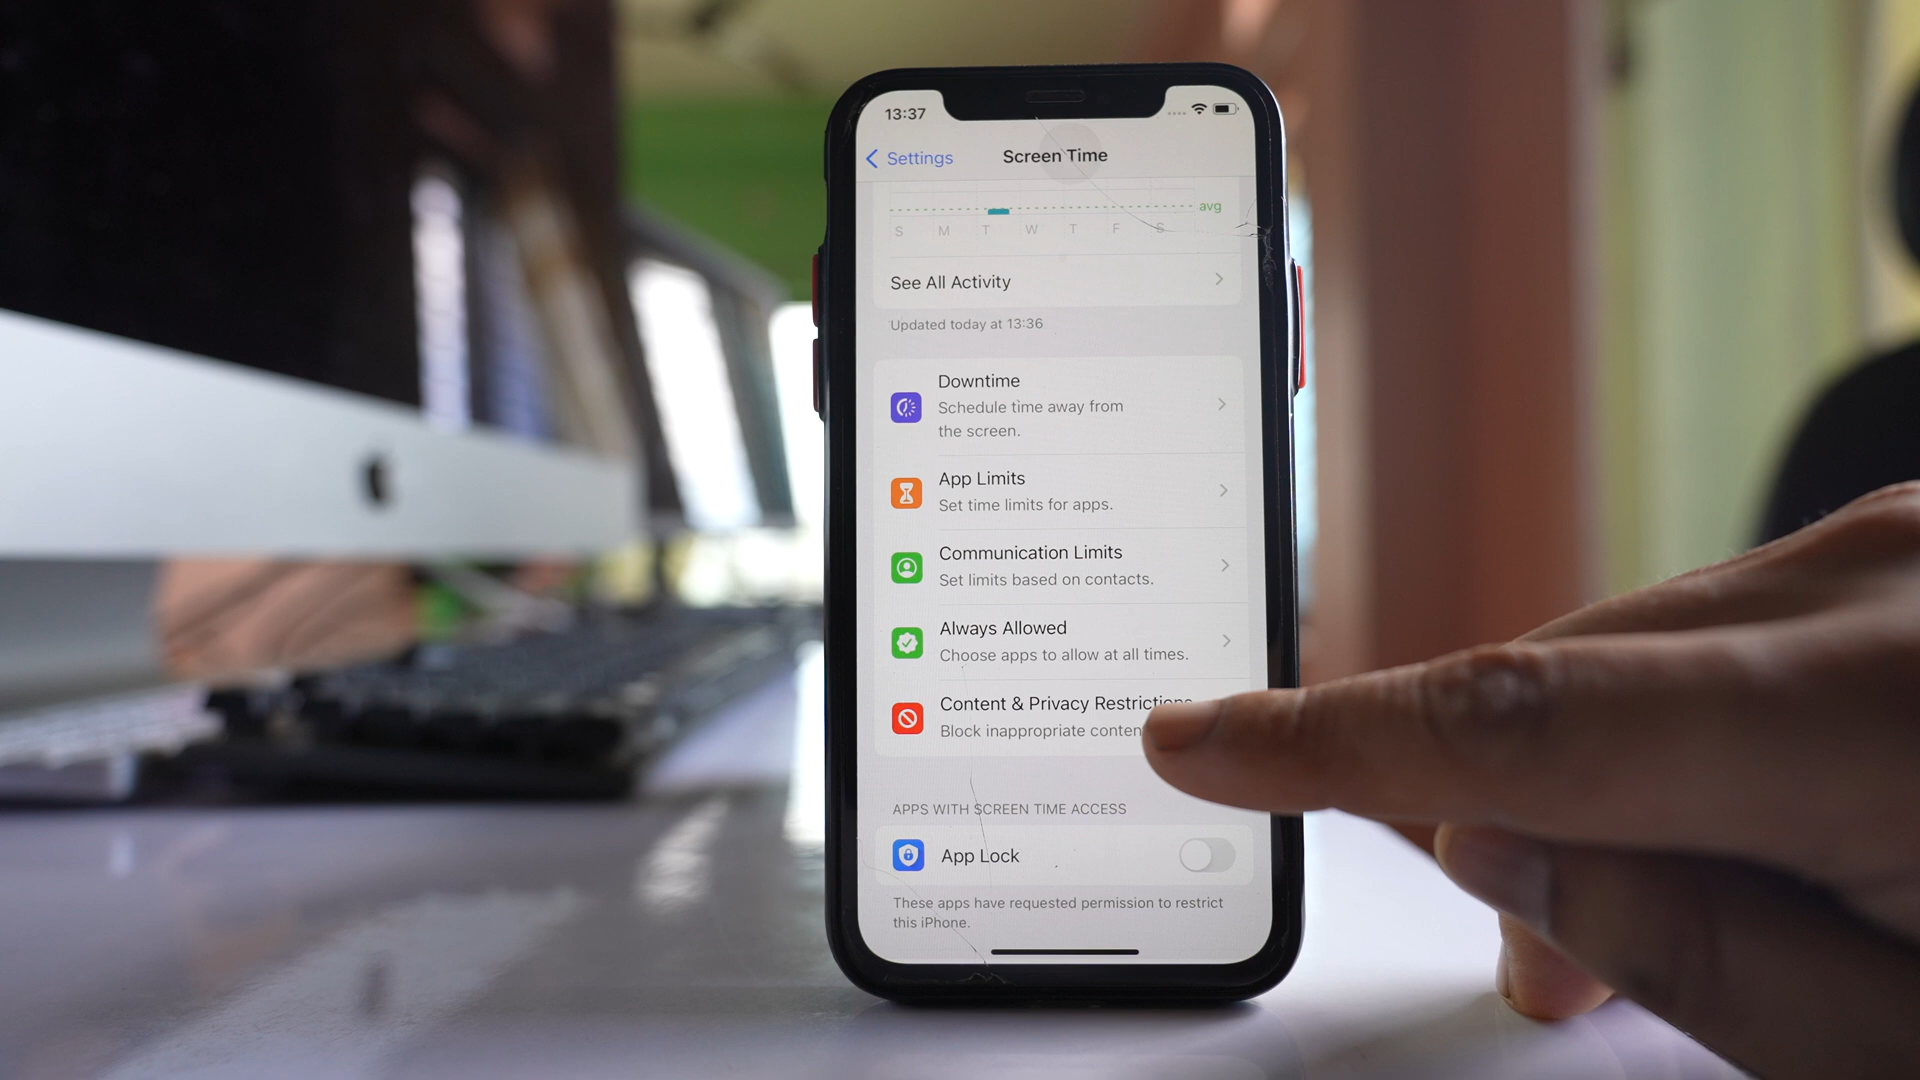 13:37
Settings
Screen Time
avg
S M T W T F S
See All Activity
Updated today at 13:36
Downtime
Schedule time away from
the screen.
App Limits
Set time limits for apps.
Communication Limits
Set limits based on contacts.
Always Allowed
Choose apps to allow at all times.
Content & Privacy Restrictions
Block inappropriate conten
APPS WITH SCREEN TIME ACCESS
App Lock
These apps have requested permission to restrict
this iPhone.